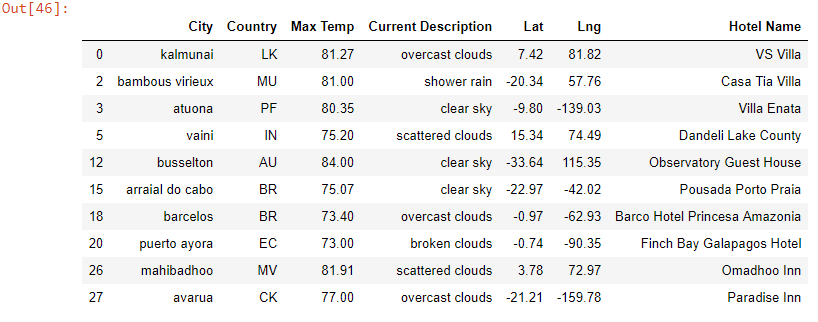 Out[46]:
City Country Max Temp Current Description Lat Lng Hotel Name
0 kalmunai LK 81.27 overcast clouds 7.42 81.82 VS Villa
2 bambous virieux MU 81.00 shower rain -20.34 57.76 Casa Tia Villa
3 atuona PF 80.35 clear sky -9.80 -139.03 Villa Enata
5 vaini IN 75.20 scattered clouds 15.34 74.49 Dandeli Lake County
12 busselton AU 84.00 clear sky -33.64 115.35 Observatory Guest House
15 arraial do cabo BR 75.07 clear sky -22.97 -42.02 Pousada Porto Praia
18 barcelos BR 73.40 overcast clouds -0.97 -62.93 Barco Hotel Princesa Amazonia
20 puerto ayora EC 73.00 broken clouds -0.74 -90.35 Finch Bay Galapagos Hotel
26 mahibadhoo MV 81.91 scattered clouds 3.78 72.97 Omadhoo Inn
27 avarua CK 77.00 overcast clouds -21.21 -159.78 Paradise Inn